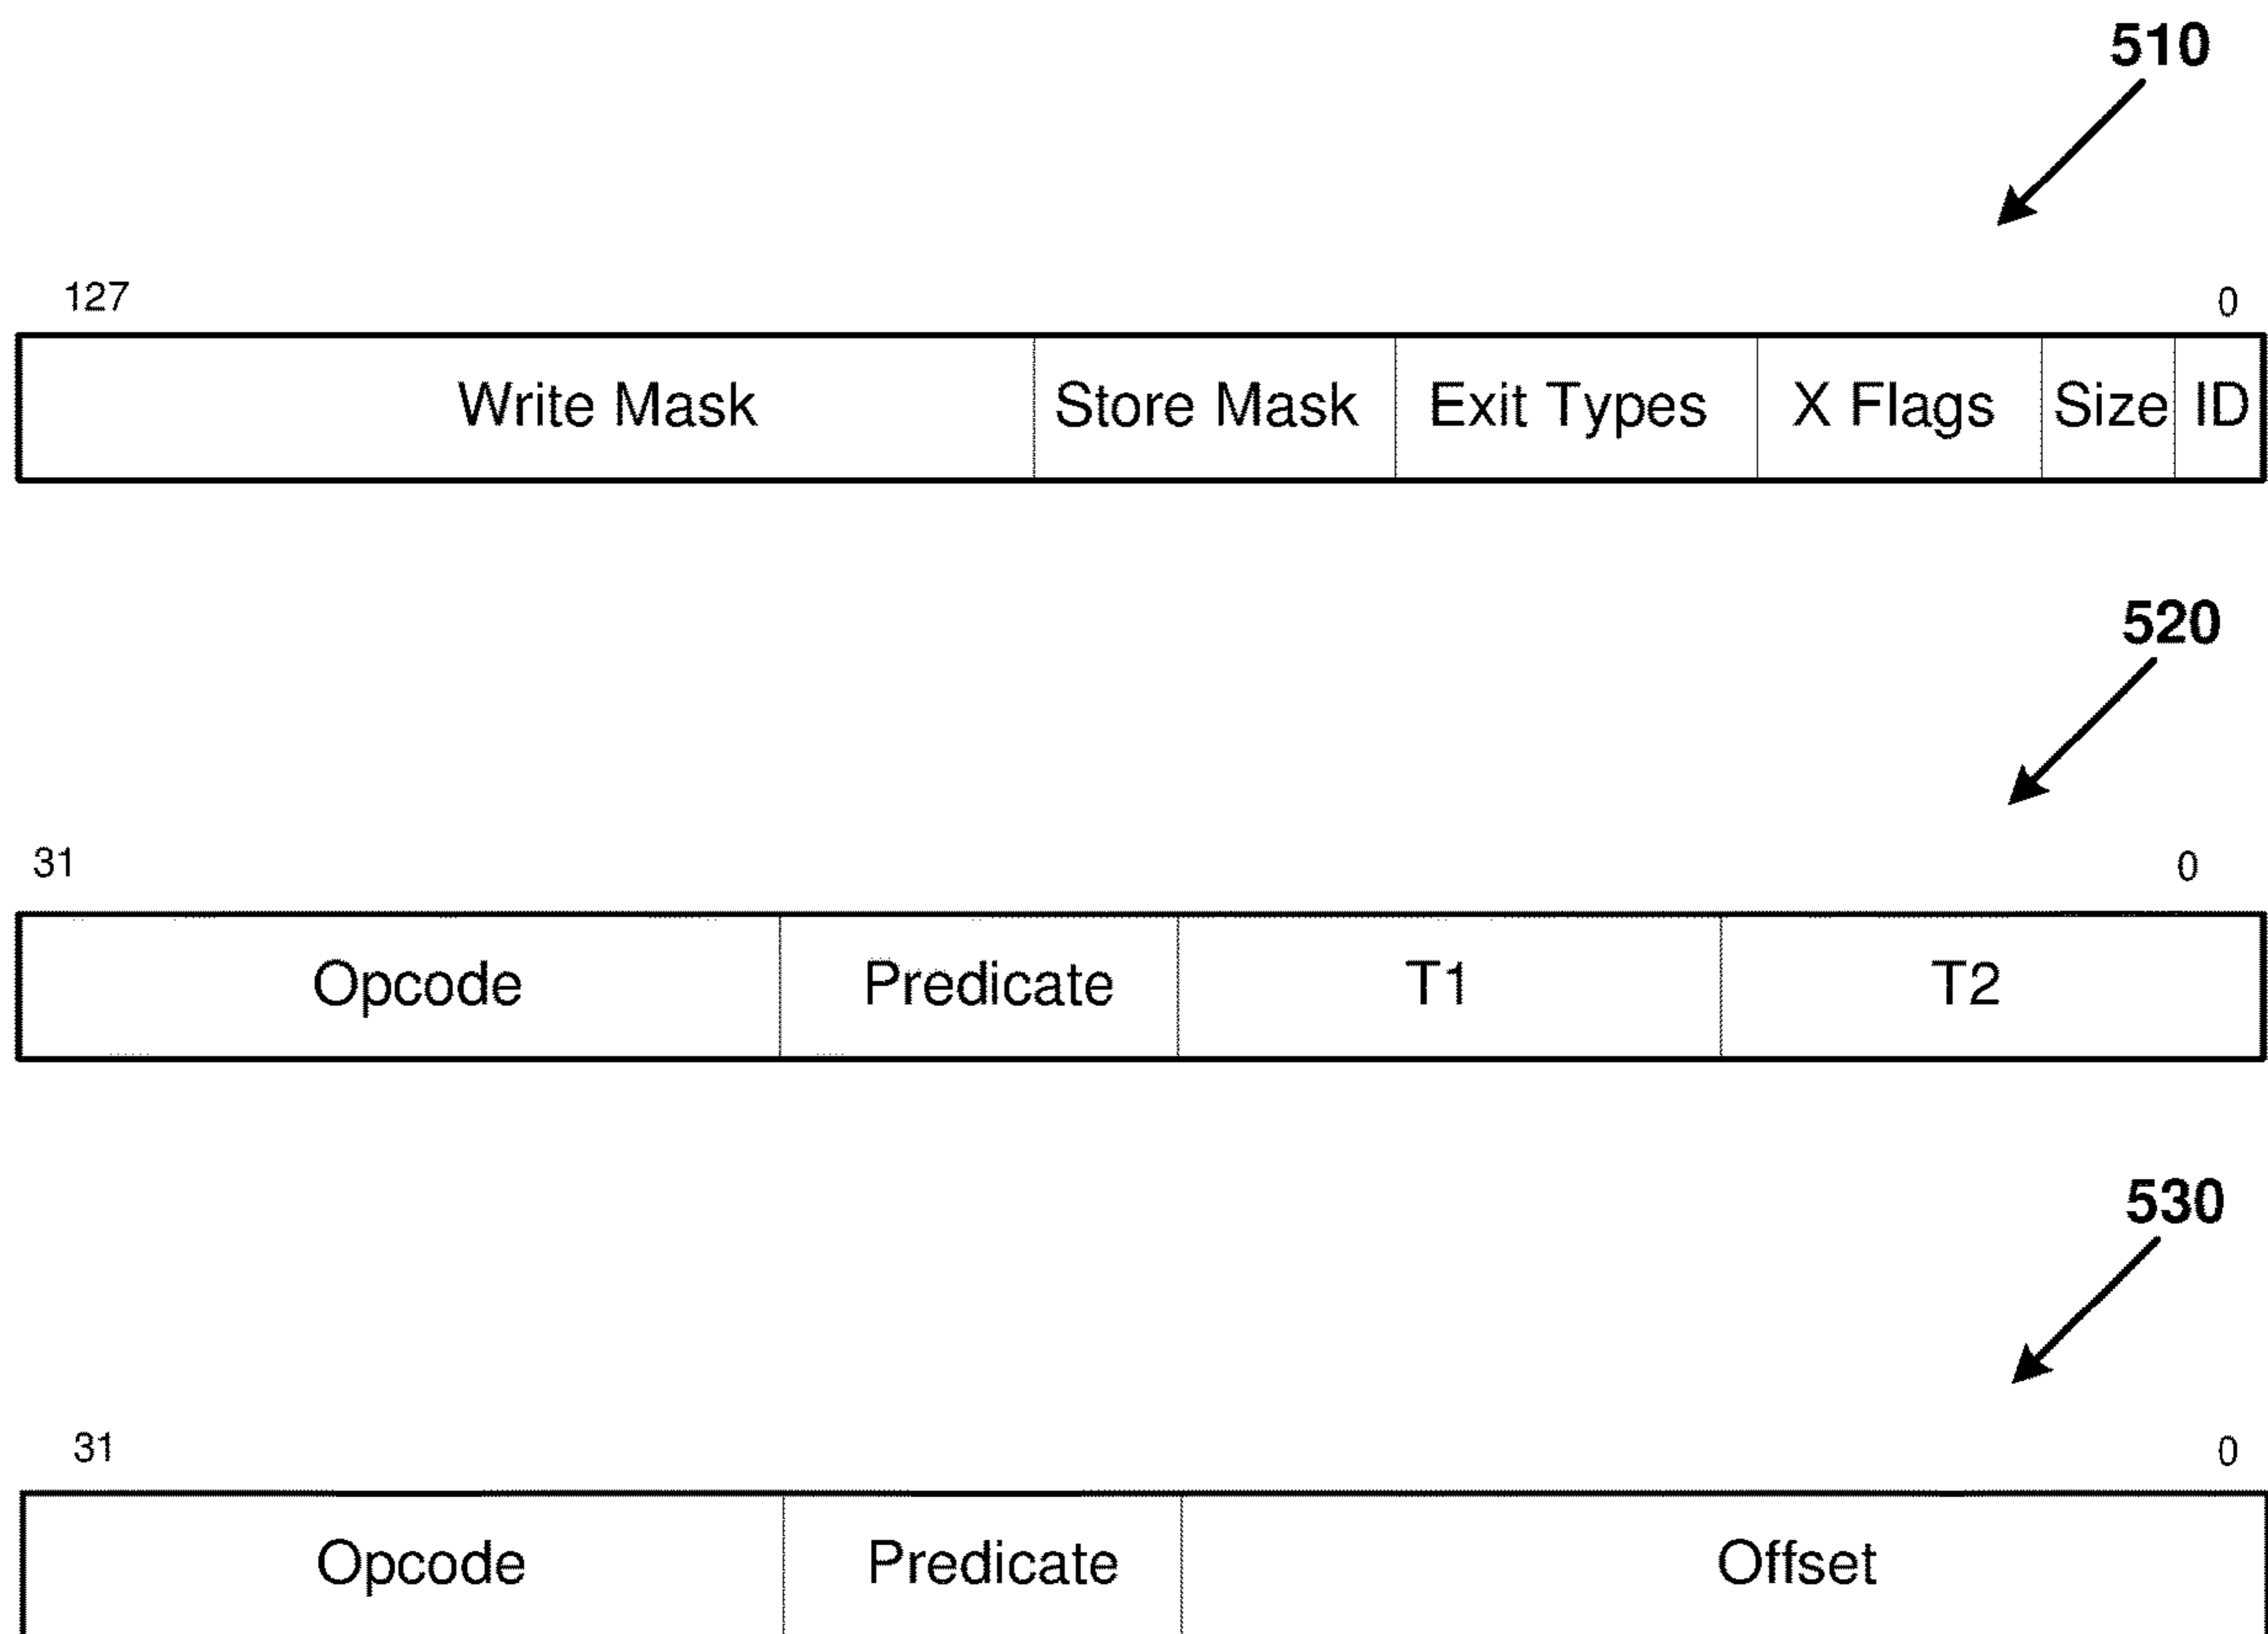 510
127 0
Write Mask Store Mask Exit Types X Flags Size ID
520
31 0
Opcode Predicate T1 T2
530
31 0
Opcode Predicate Offset